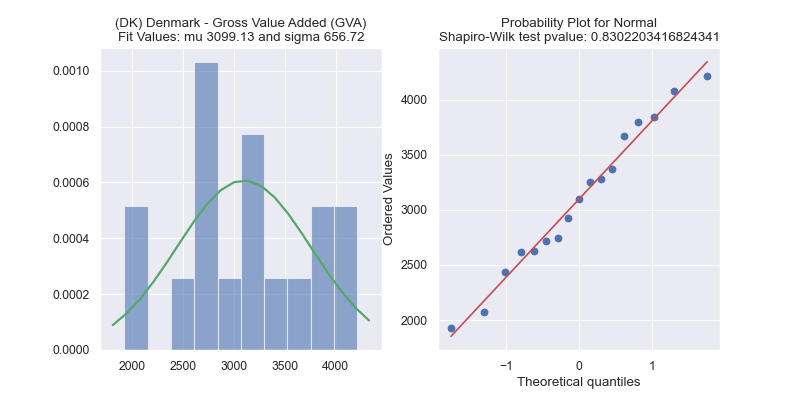 (DK) Denmark - Gross Value Added (GVA)
Fit Values: mu 3099.13 and sigma 656.72
0.0010
0.0008
0.0006
0.0004
0.0002
0.0000
2000 2500 3000 3500 4000
Probability Plot for Normal
Shapiro-Wilk test pvalue: 0.8302203416824341
Ordered Values
4000
3500
3000
2500
2000
−1 0 1
Theoretical quantiles